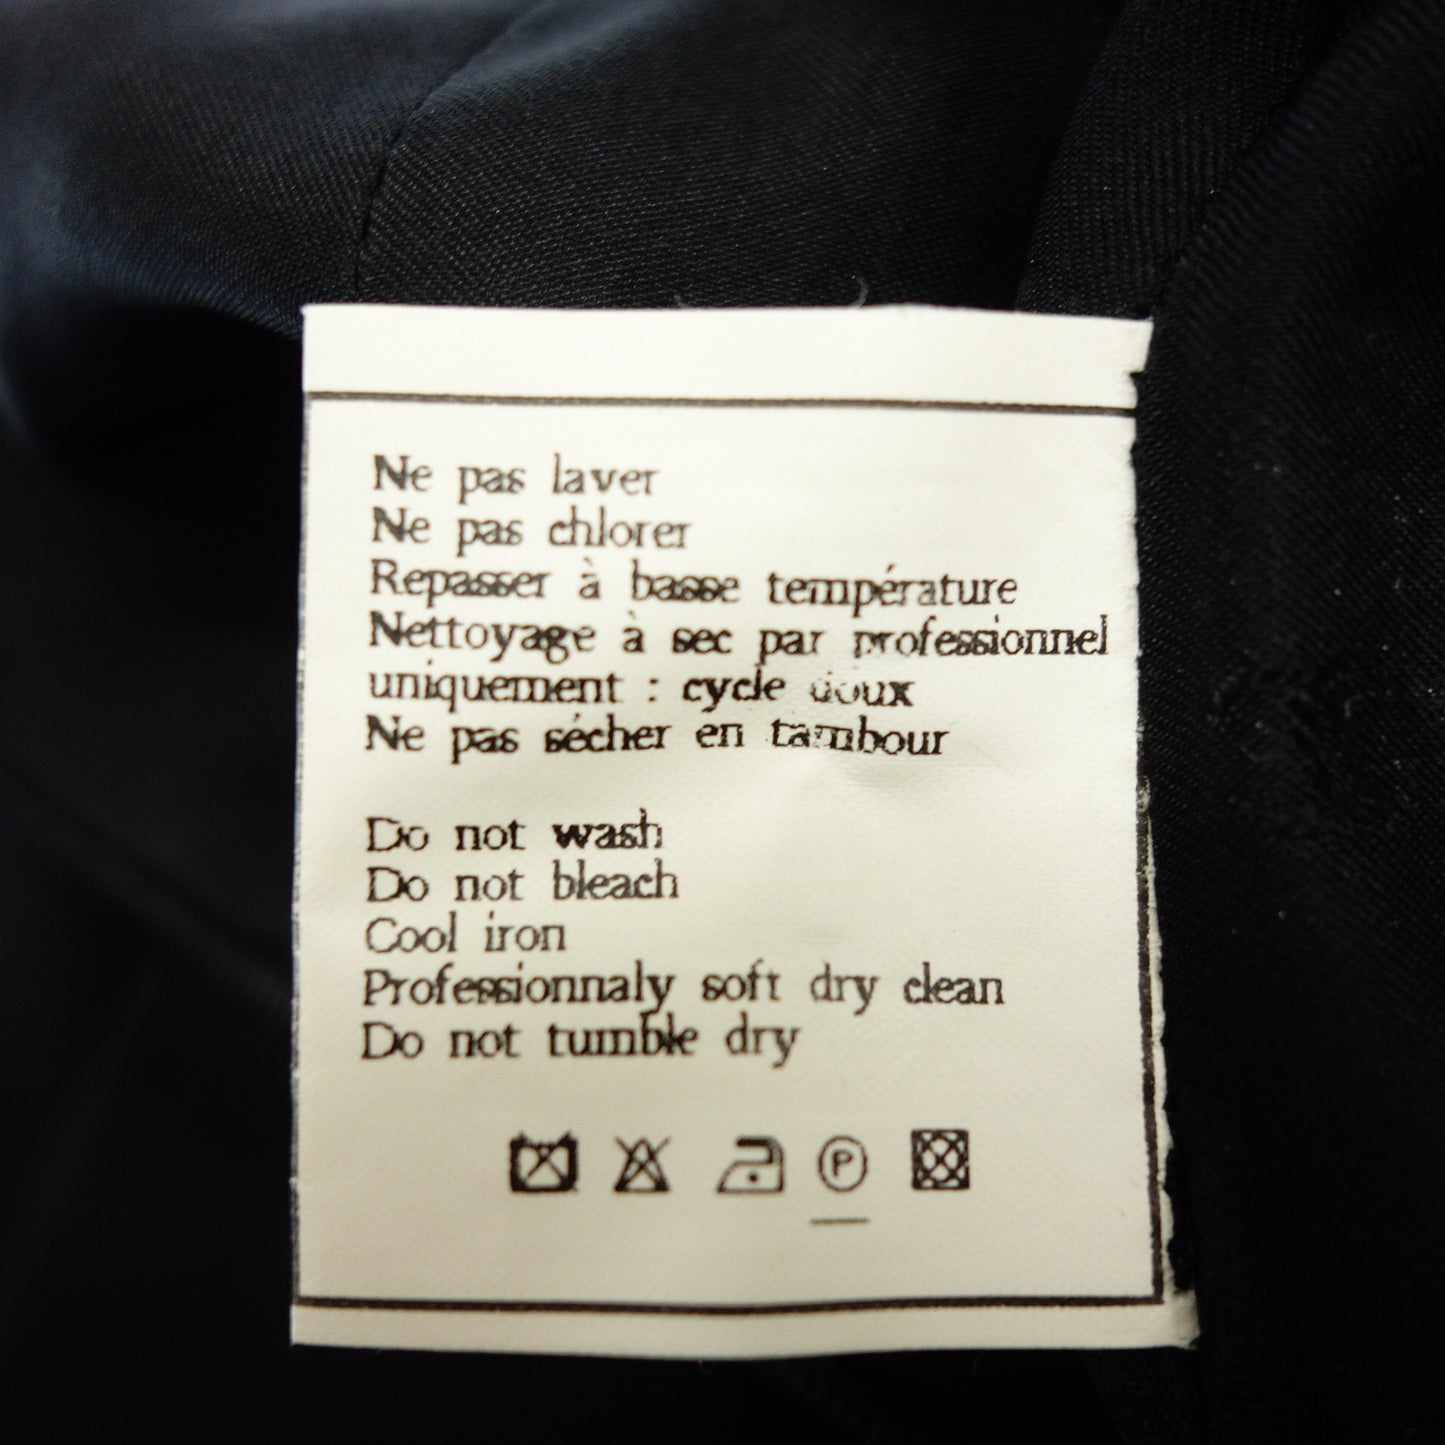 Ne pas laver
Ne pas chlorer
Repasser à basse température
Nettoyage à sec par professionnel
uniquement : cycle doux
Ne pas sécher en tambour
Do not wash
Do not bleach
Cool iron
Professionnaly soft dry clean
Do not tumble dry
P